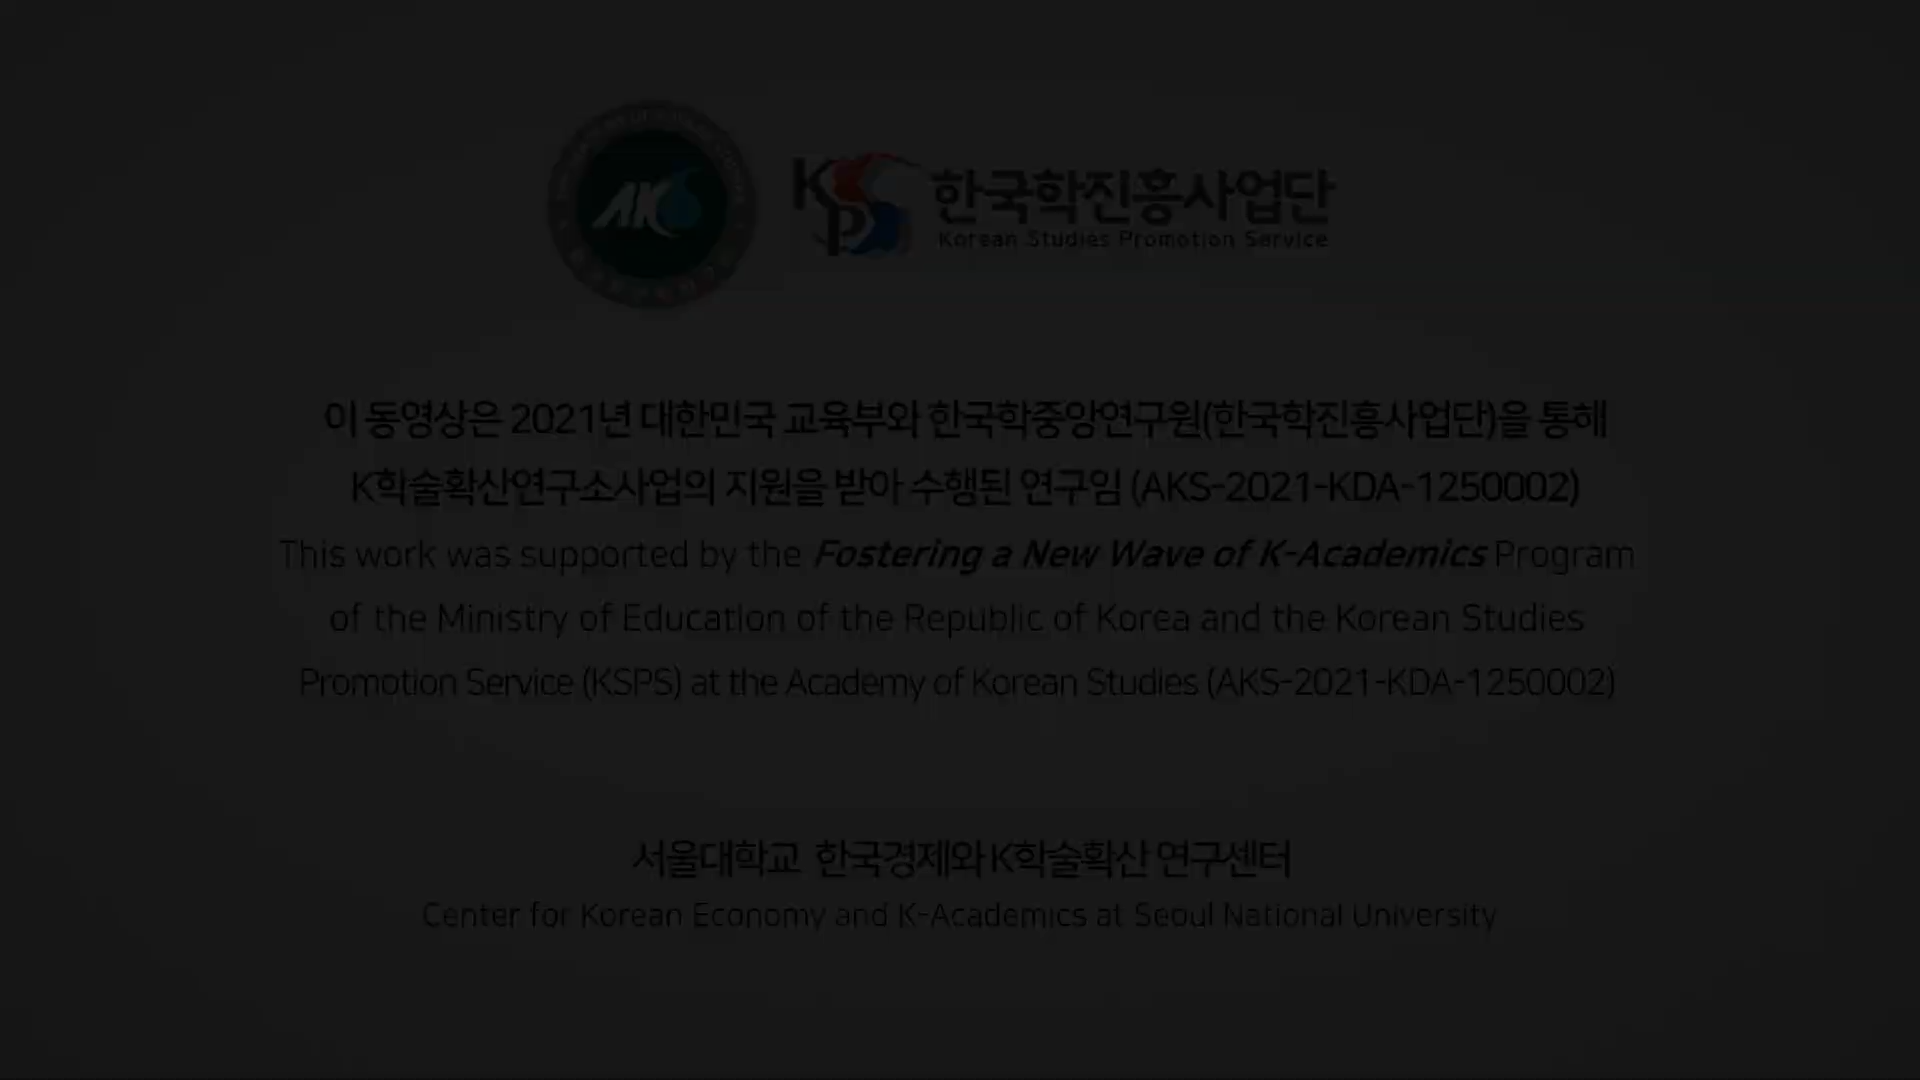 AKS
KSPS 한국학진흥사업단
Korean Studies Promotion Service
이 동영상은 2021년 대한민국 교육부와 한국학중앙연구원(한국학진흥사업단)을 통해
K학술확산연구소사업의 지원을 받아 수행된 연구임 (AKS-2021-KDA-1250002)
This work was supported by the Fostering a New Wave of K-Academics Program
of the Ministry of Education of the Republic of Korea and the Korean Studies
Promotion Service (KSPS) at the Academy of Korean Studies (AKS-2021-KDA-1250002)
서울대학교 한국경제와 K학술확산 연구센터
Center for Korean Economy and K-Academics at Seoul National University